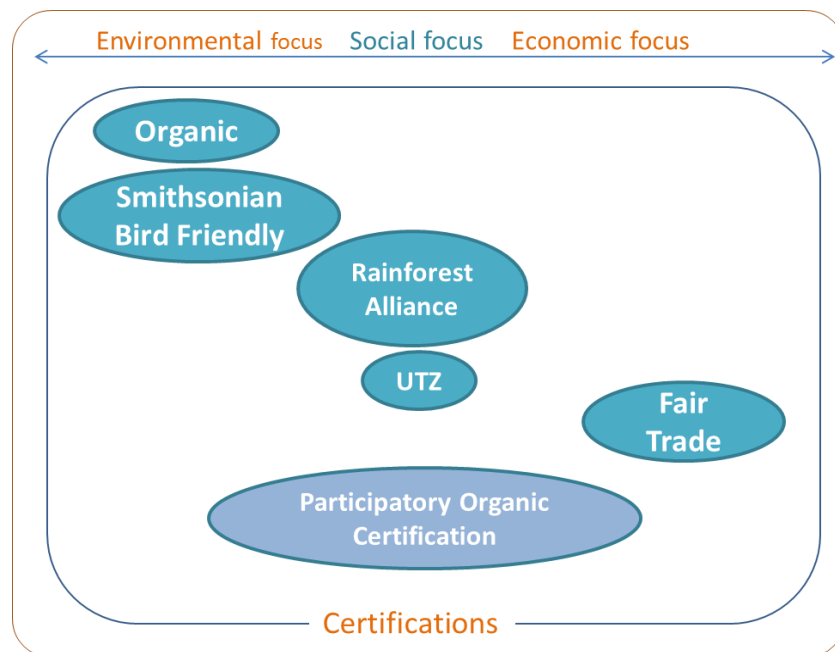 Environmental focus Social focus Economic focus
Organic
Smithsonian
Bird Friendly
Rainforest
Alliance
UTZ
Fair
Trade
Participatory Organic
Certification
Certifications